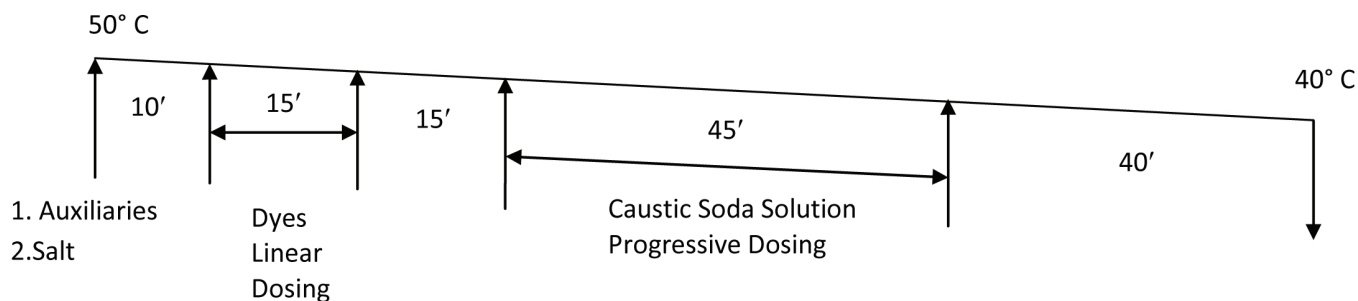 50° C
40° C
10′
15′
15′
45′
40′
1. Auxiliaries
2.Salt
Dyes
Linear
Dosing
Caustic Soda Solution
Progressive Dosing